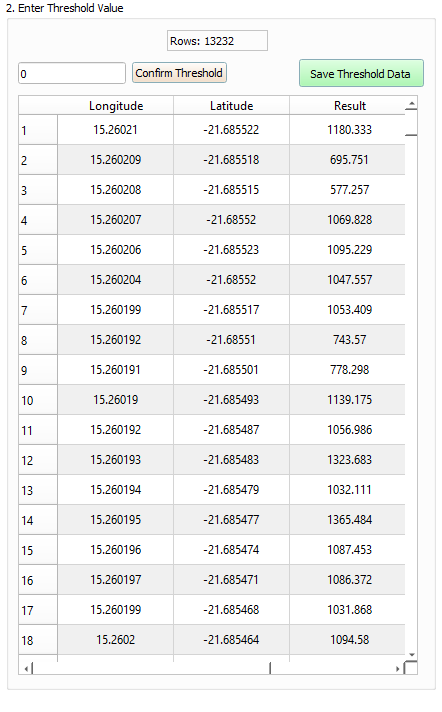 2. Enter Threshold Value
Rows: 13232
0 Confirm Threshold Save Threshold Data
Longitude Latitude Result
1 15.26021 -21.685522 1180.333
2 15.260209 -21.685518 695.751
3 15.260208 -21.685515 577.257
4 15.260207 -21.68552 1069.828
5 15.260206 -21.685523 1095.229
6 15.260204 -21.68552 1047.557
7 15.260199 -21.685517 1053.409
8 15.260192 -21.68551 743.57
9 15.260191 -21.685501 778.298
10 15.26019 -21.685493 1139.175
11 15.260192 -21.685487 1056.986
12 15.260193 -21.685483 1323.683
13 15.260194 -21.685479 1032.111
14 15.260195 -21.685477 1365.484
15 15.260196 -21.685474 1087.453
16 15.260197 -21.685471 1086.372
17 15.260199 -21.685468 1031.868
18 15.2602 -21.685464 1094.58